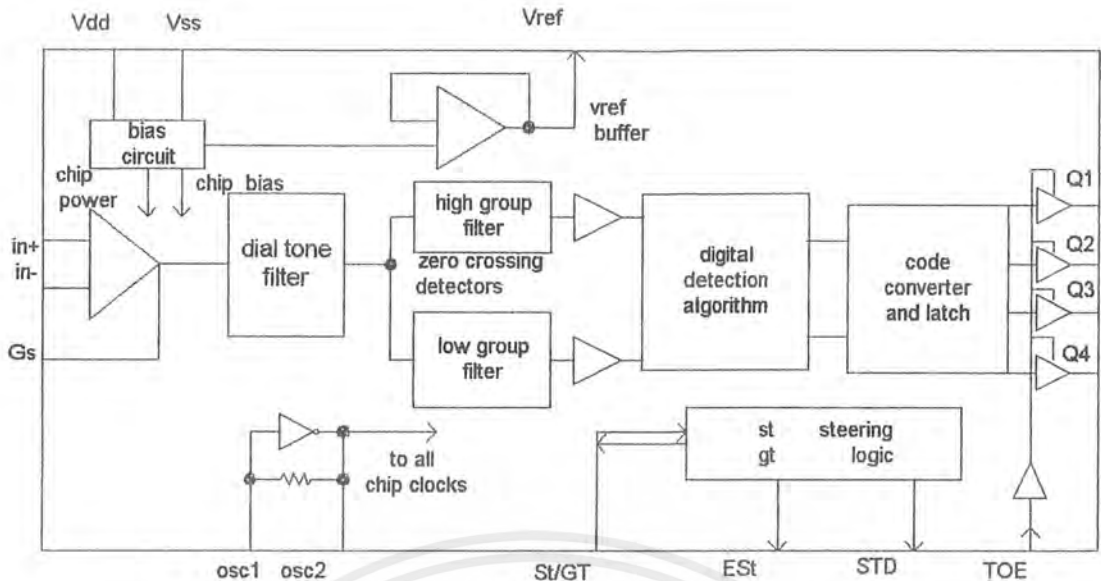 Vdd Vss Vref
bias
circuit
vref
buffer
chip
power
chip bias
in+
in-
Gs
dial tone
filter
high group
filter
zero crossing
detectors
low group
filter
digital
detection
algorithm
code
converter
and latch
Q1
Q2
Q3
Q4
to all
chip clocks
st steering
gt logic
osc1 osc2 St/GT ESt STD TOE